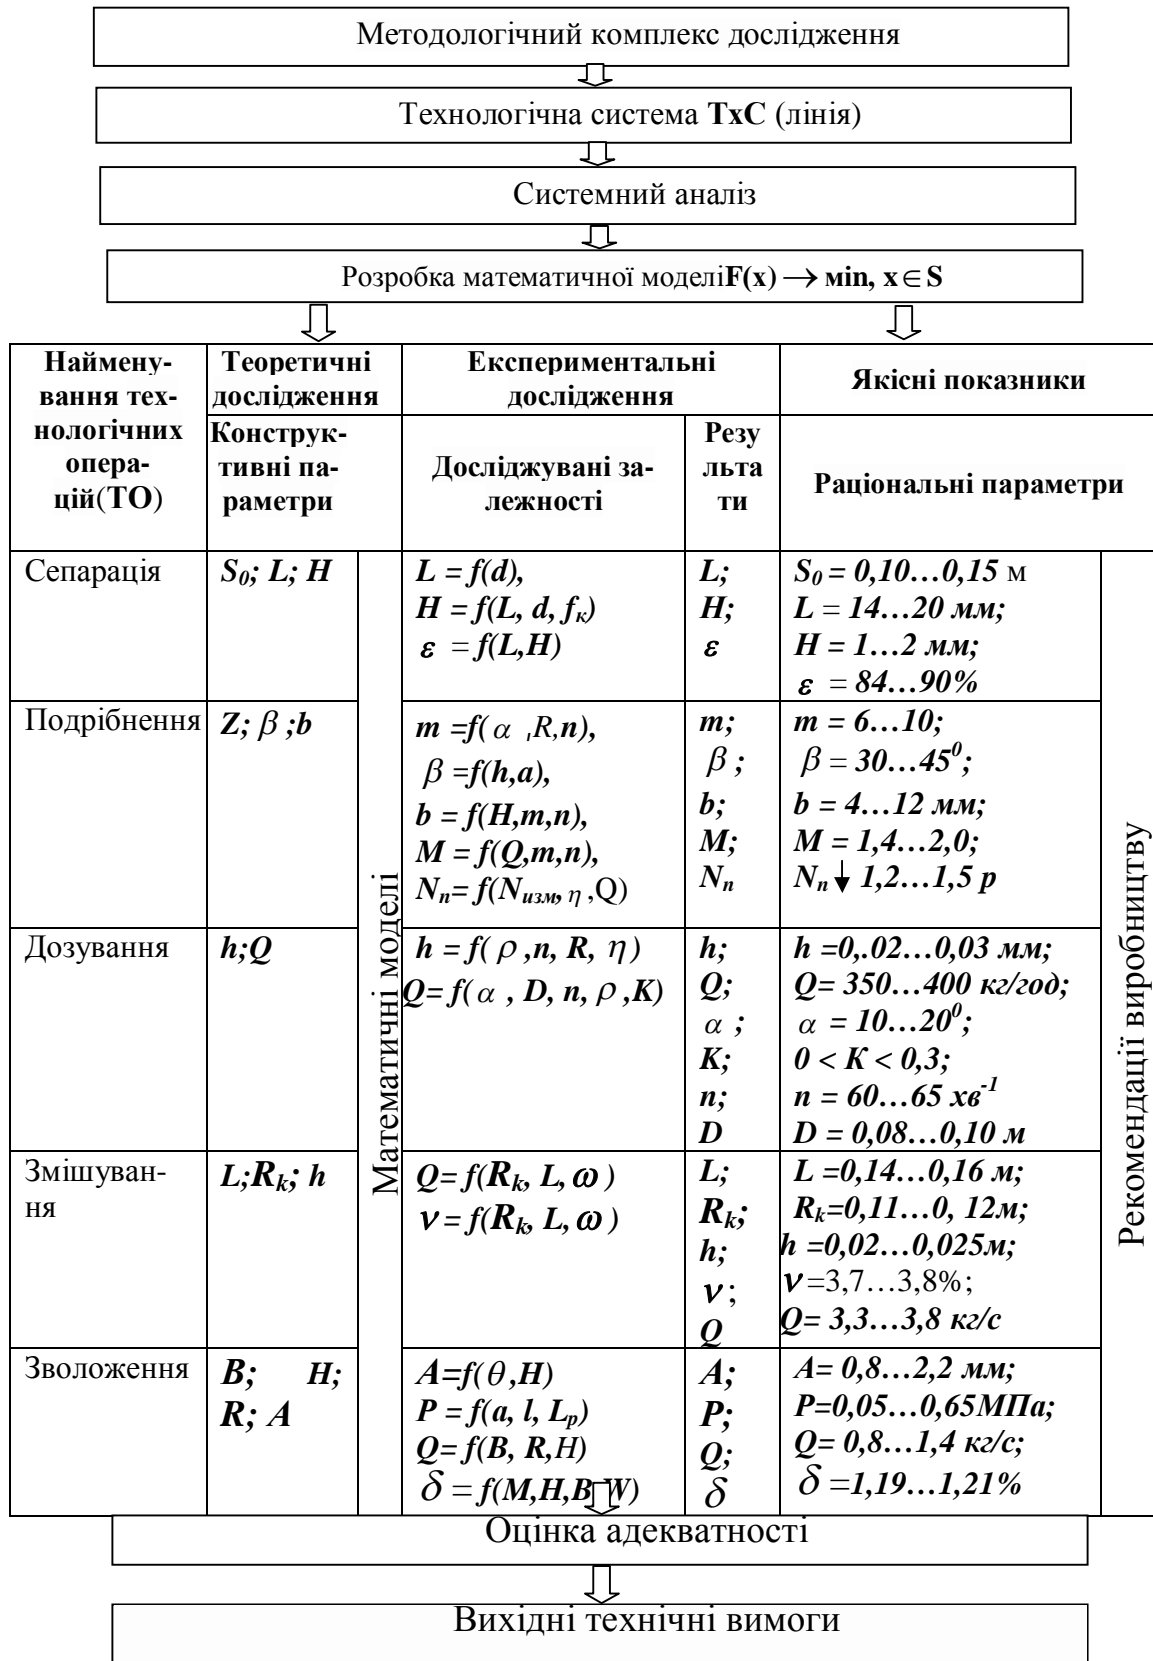 Методологічний комплекс дослідження
Технологічна система ТхС (лінія)
Системний аналіз
Розробка математичної моделіF(x) → мin, x∈S
Наймену-
вання тех-
нологічних
опера-
цій(ТО)
Теоретичні
дослідження
Експериментальні
дослідження
Якісні показники
Конструк-
тивні па-
раметри
Досліджувані за-
лежності
Резу
льта
ти
Раціональні параметри
Сепарація
S₀; L; H
L = f(d),
H = f(L, d, fк)
ε = f(L,H)
L;
H;
ε
S₀ = 0,10…0,15 м
L = 14…20 мм;
H = 1…2 мм;
ε = 84…90%
Подрібнення
Z; β ;b
m =f( α ,R,n),
β =f(h,a),
b = f(H,m,n),
M = f(Q,m,n),
Nп= f(Nизм, η ,Q)
m;
β ;
b;
M;
Nп
m = 6…10;
β = 30…45⁰;
b = 4…12 мм;
M = 1,4…2,0;
Nп ↓ 1,2…1,5 р
Дозування
h;Q
h = f( ρ ,n, R, η )
Q= f( α , D, n, ρ ,K)
h;
Q;
α ;
K;
n;
D
h =0,.02…0,03 мм;
Q= 350…400 кг/год;
α = 10…20⁰;
0 < К < 0,3;
n = 60…65 хв⁻¹
D = 0,08…0,10 м
Змішуван-
ня
L;Rk; h
Q= f(Rk, L, ω )
ν = f(Rk, L, ω )
L;
Rk;
h;
ν ;
Q
L =0,14…0,16 м;
Rk=0,11…0, 12м;
h =0,02…0,025м;
ν =3,7…3,8%;
Q= 3,3…3,8 кг/с
Зволоження
B; H;
R; A
A=f(θ ,H)
P = f(a, l, Lp)
Q= f(B, R,H)
δ = f(M,H,B,W)
A;
P;
Q;
δ
A= 0,8…2,2 мм;
P=0,05…0,65МПа;
Q= 0,8…1,4 кг/с;
δ =1,19…1,21%
Математичні моделі
Рекомендації виробництву
Оцінка адекватності
Вихідні технічні вимоги